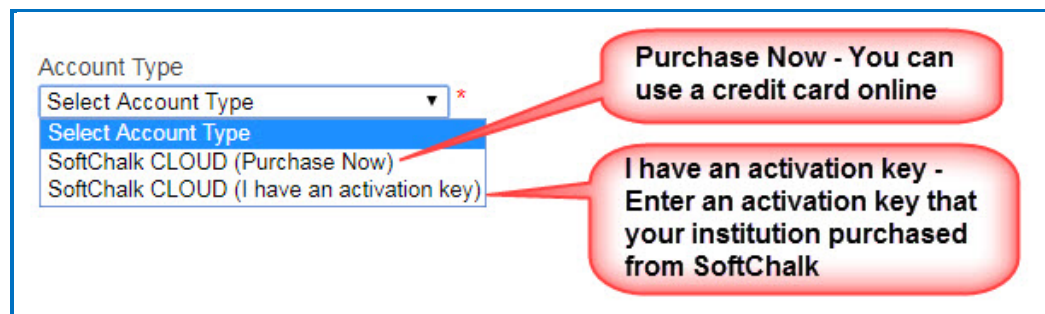 Account Type
Select Account Type *
Select Account Type
SoftChalk CLOUD (Purchase Now)
SoftChalk CLOUD (I have an activation key)
Purchase Now - You can
use a credit card online
I have an activation key -
Enter an activation key that
your institution purchased
from SoftChalk